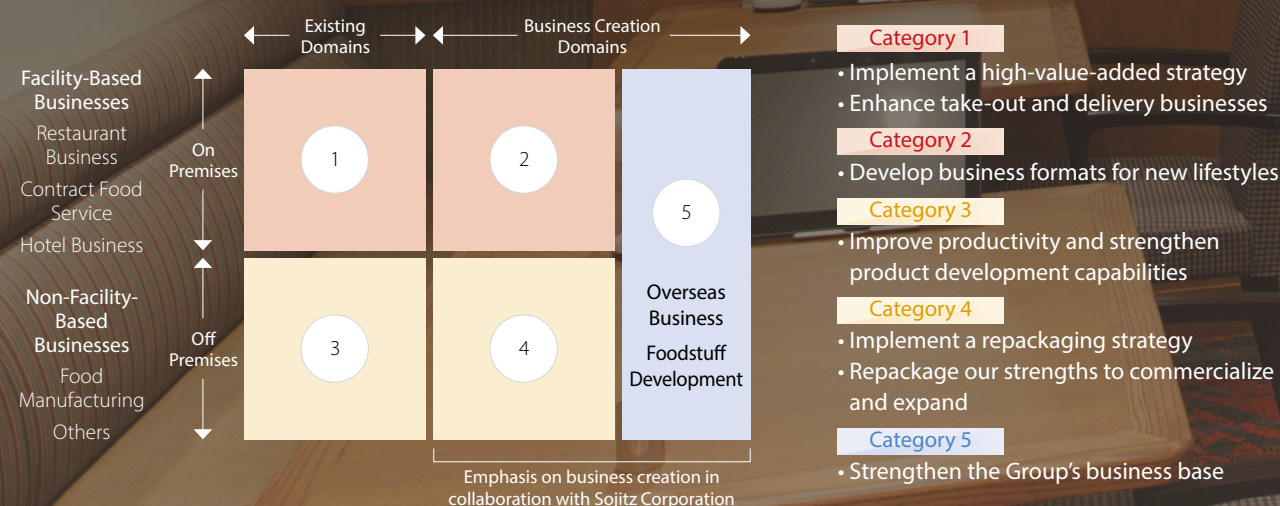 Existing
Domains
Business Creation
Domains
Facility-Based
Businesses
Restaurant
Business
Contract Food
Service
Hotel Business
On
Premises
Non-Facility-
Based
Businesses
Food
Manufacturing
Others
Off
Premises
1
2
3
4
5
Overseas
Business
Foodstuff
Development
Emphasis on business creation in
collaboration with Sojitz Corporation
Category 1
• Implement a high-value-added strategy
• Enhance take-out and delivery businesses
Category 2
• Develop business formats for new lifestyles
Category 3
• Improve productivity and strengthen
product development capabilities
Category 4
• Implement a repackaging strategy
• Repackage our strengths to commercialize
and expand
Category 5
• Strengthen the Group’s business base